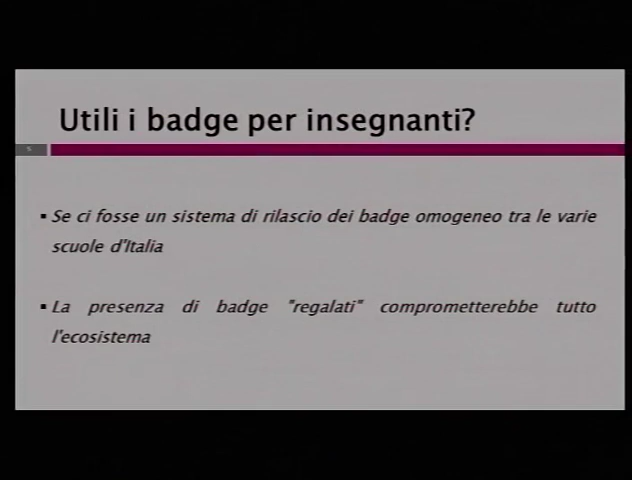 Utili i badge per insegnanti?
▪ Se ci fosse un sistema di rilascio dei badge omogeneo tra le varie
scuole d'Italia
▪ La presenza di badge "regalati" comprometterebbe tutto
l'ecosistema